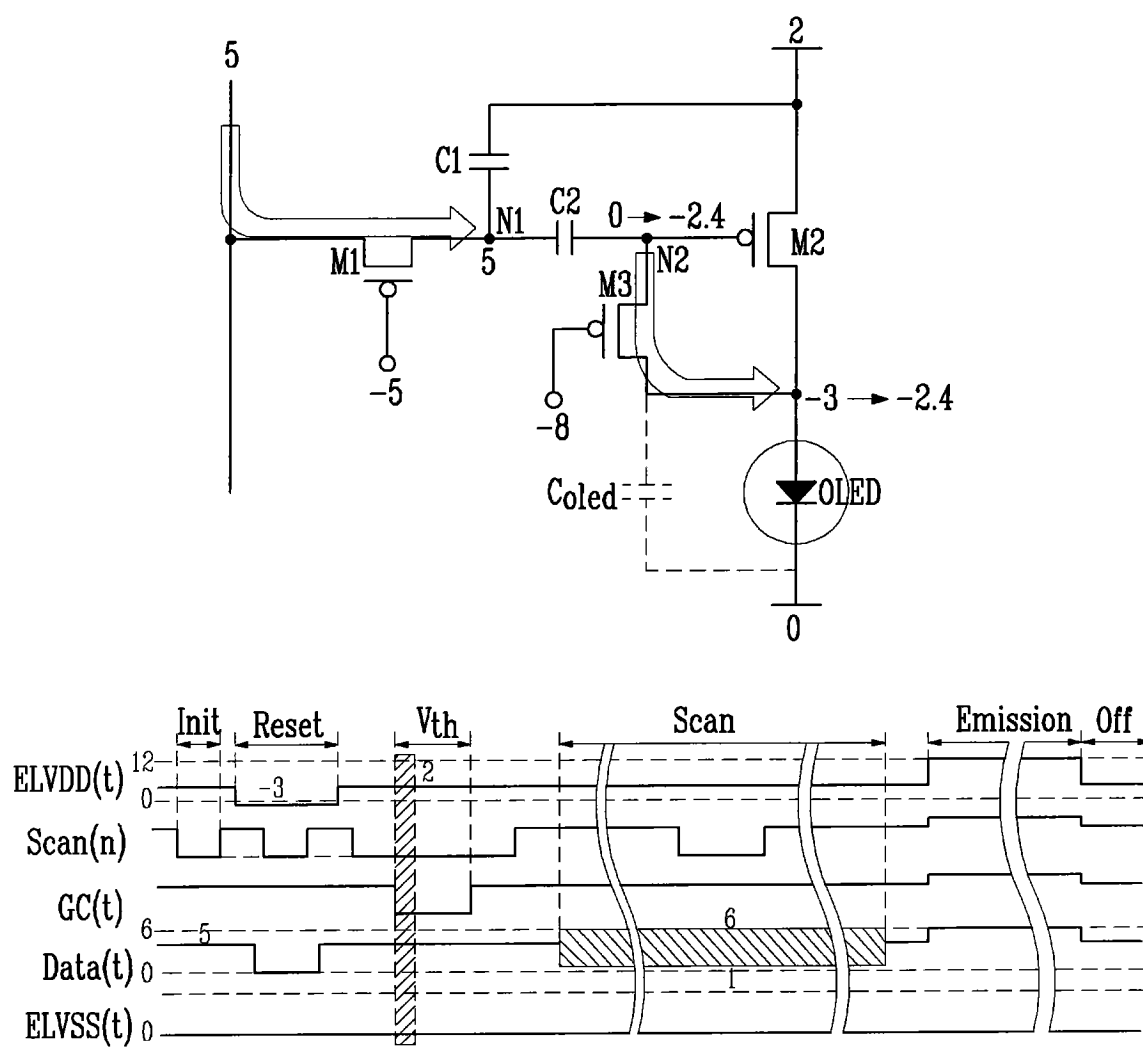 5
2
C1
C2
N1
0 → -2.4
M1
5
N2
M2
M3
-5
-8
-3 → -2.4
Coled
OLED
0
Init
Reset
Vth
Scan
Emission
Off
ELVDD(t)
12
0
-3
2
Scan(n)
GC(t)
Data(t)
6
5
0
6
1
ELVSS(t)
0